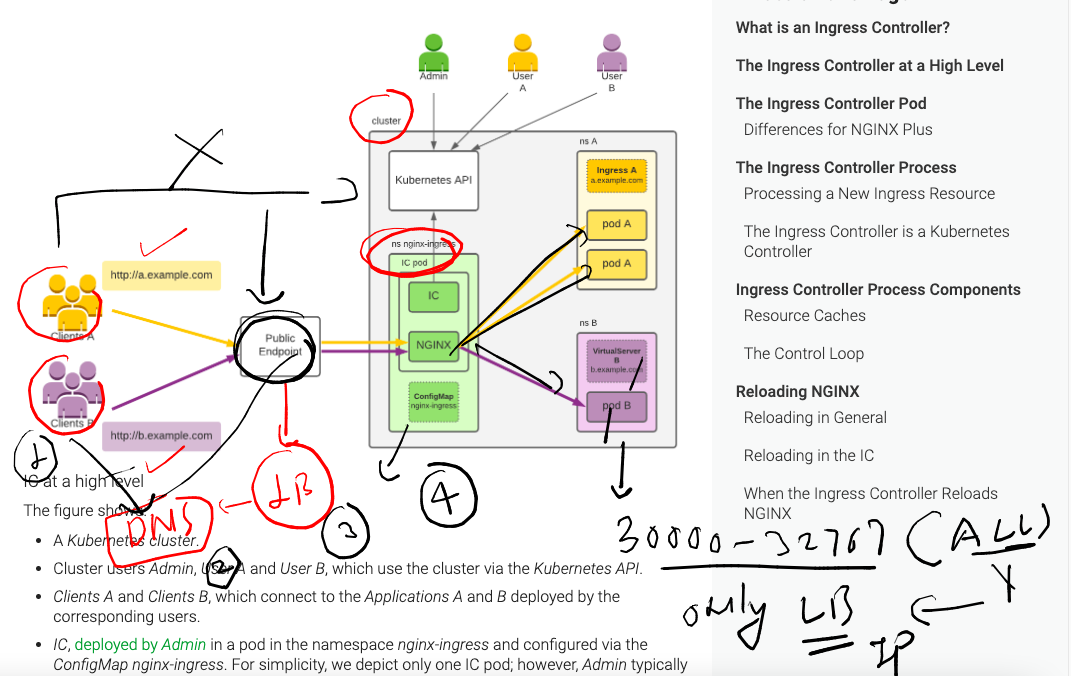 What is an Ingress Controller?
The Ingress Controller at a High Level
The Ingress Controller Pod
Differences for NGINX Plus
The Ingress Controller Process
Processing a New Ingress Resource
The Ingress Controller is a Kubernetes
Controller
Ingress Controller Process Components
Resource Caches
The Control Loop
Reloading NGINX
Reloading in General
Reloading in the IC
When the Ingress Controller Reloads
NGINX
Admin
User
A
User
B
cluster
Kubernetes API
ns A
Ingress A
a.example.com
pod A
pod A
ns nginx-ingress
IC pod
IC
NGINX
ConfigMap
nginx-ingress
ns B
VirtualServer
B
b.example.com
pod B
http://a.example.com
Clients A
Public
Endpoint
Clients B
http://b.example.com
1
LB
DNS
2
3
4
30000-32767 (ALL)
only LB
IP
IC at a high level
The figure shows:
A Kubernetes cluster.
Cluster users Admin, User A and User B, which use the cluster via the Kubernetes API.
Clients A and Clients B, which connect to the Applications A and B deployed by the
corresponding users.
IC, deployed by Admin in a pod in the namespace nginx-ingress and configured via the
ConfigMap nginx-ingress. For simplicity, we depict only one IC pod; however, Admin typically